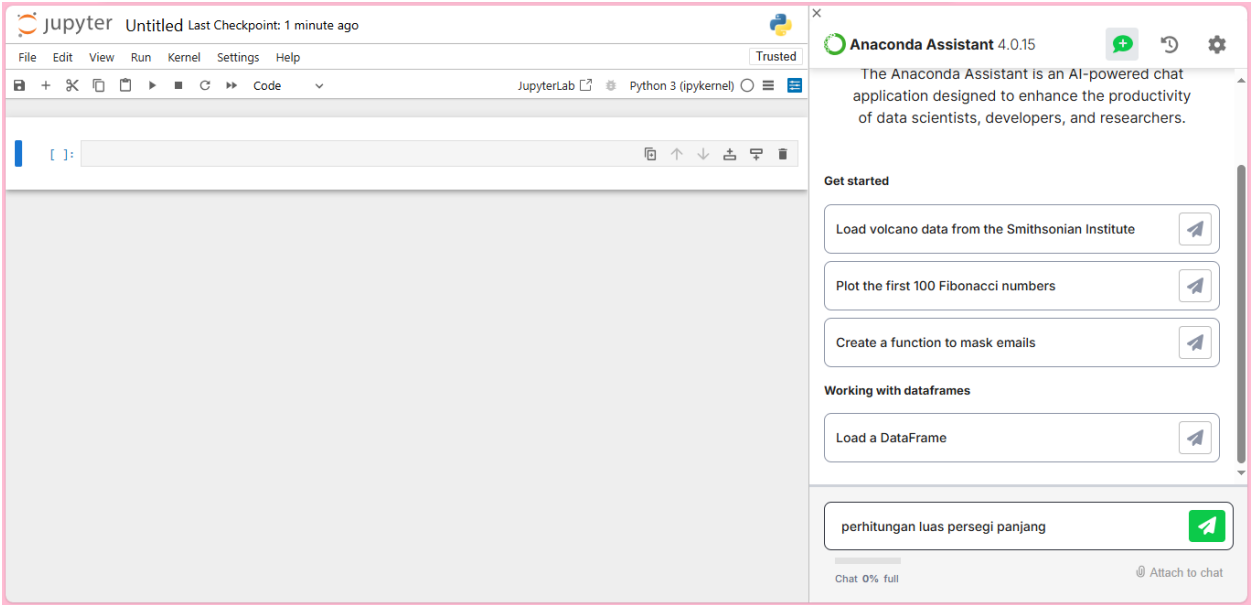 jupyter Untitled Last Checkpoint: 1 minute ago
File Edit View Run Kernel Settings Help Trusted
Code JupyterLab Python 3 (ipykernel)
[ ]:
Anaconda Assistant 4.0.15
The Anaconda Assistant is an AI-powered chat
application designed to enhance the productivity
of data scientists, developers, and researchers.
Get started
Load volcano data from the Smithsonian Institute
Plot the first 100 Fibonacci numbers
Create a function to mask emails
Working with dataframes
Load a DataFrame
perhitungan luas persegi panjang
Chat 0% full
Attach to chat